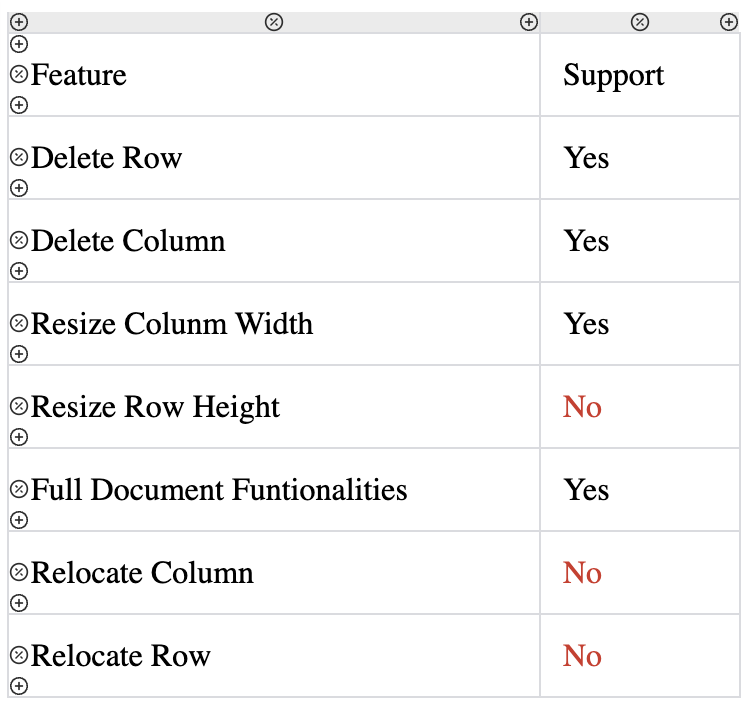 Feature Support
Delete Row Yes
Delete Column Yes
Resize Colunm Width Yes
Resize Row Height No
Full Document Funtionalities Yes
Relocate Column No
Relocate Row No